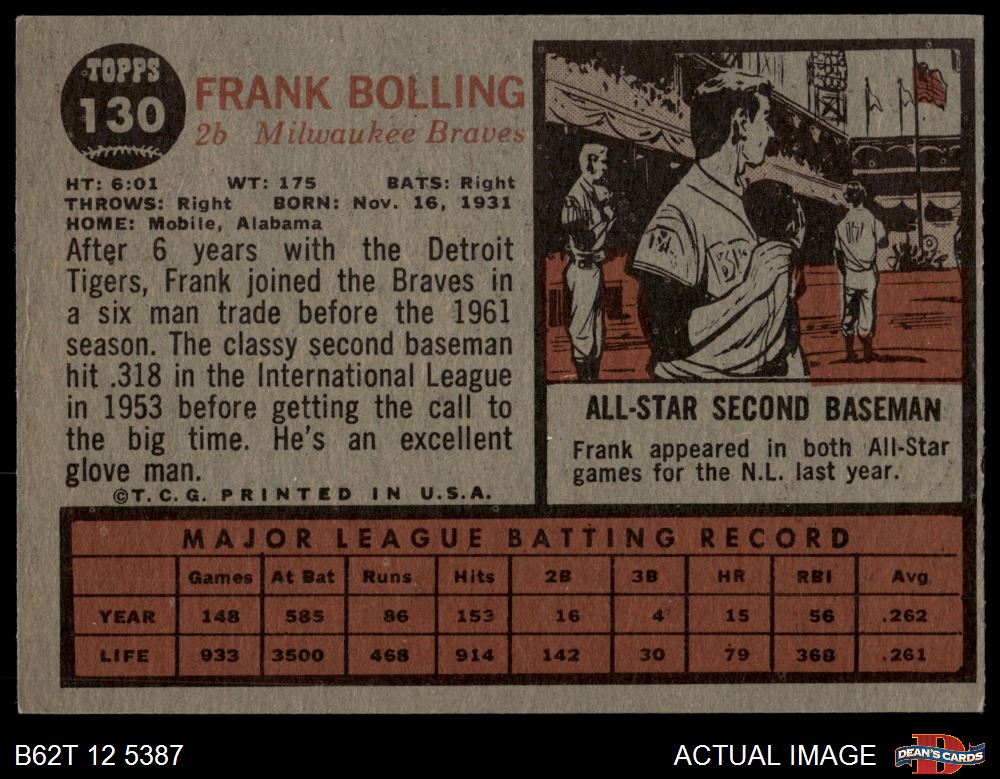 TOPPS
130
FRANK BOLLING
2b Milwaukee Braves
HT: 6:01 WT: 175 BATS: Right
THROWS: Right BORN: Nov. 16, 1931
HOME: Mobile, Alabama
After 6 years with the Detroit
Tigers, Frank joined the Braves in
a six man trade before the 1961
season. The classy second baseman
hit .318 in the International League
in 1953 before getting the call to
the big time. He's an excellent
glove man.
©T.C.G. PRINTED IN U.S.A.
ALL-STAR SECOND BASEMAN
Frank appeared in both All-Star
games for the N.L. last year.
MAJOR LEAGUE BATTING RECORD
Games At Bat Runs Hits 2B 3B HR RBI Avg
YEAR 148 585 86 153 16 4 15 56 .262
LIFE 933 3500 468 914 142 30 79 368 .261
B62T 12 5387
ACTUAL IMAGE
DEAN'S CARDS